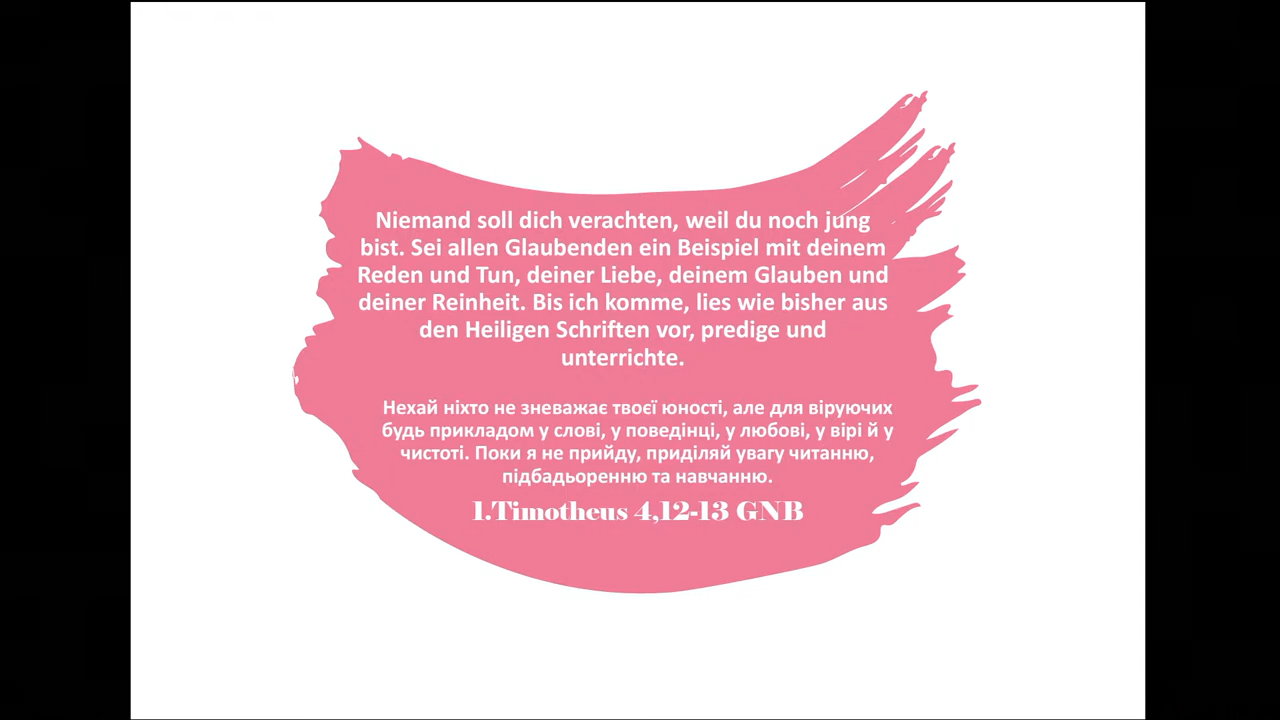 Niemand soll dich verachten, weil du noch jung
bist. Sei allen Glaubenden ein Beispiel mit deinem
Reden und Tun, deiner Liebe, deinem Glauben und
deiner Reinheit. Bis ich komme, lies wie bisher aus
den Heiligen Schriften vor, predige und
unterrichte.
Нехай ніхто не зневажає твоєї юності, але для віруючих
будь прикладом у слові, у поведінці, у любові, у вірі й у
чистоті. Поки я не прийду, приділяй увагу читанню,
підбадьоренню та навчанню.
1.Timotheus 4,12-13 GNB